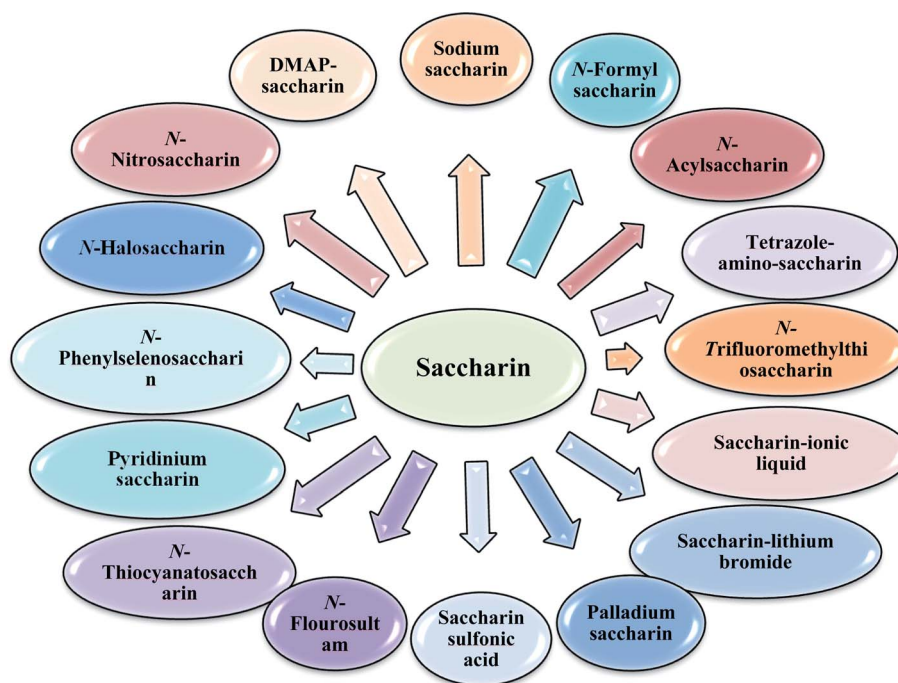 Sodium
saccharin
N-Formyl
saccharin
N-
Acylsaccharin
Tetrazole-
amino-saccharin
N-
Trifluoromethylthi
osaccharin
Saccharin-ionic
liquid
Saccharin-lithium
bromide
Palladium
saccharin
Saccharin
sulfonic
acid
N-
Flourosult
am
N-
Thiocyanatosacch
arin
Pyridinium
saccharin
N-
Phenylselenosacchari
n
N-Halosaccharin
N-
Nitrosaccharin
DMAP-
saccharin
Saccharin